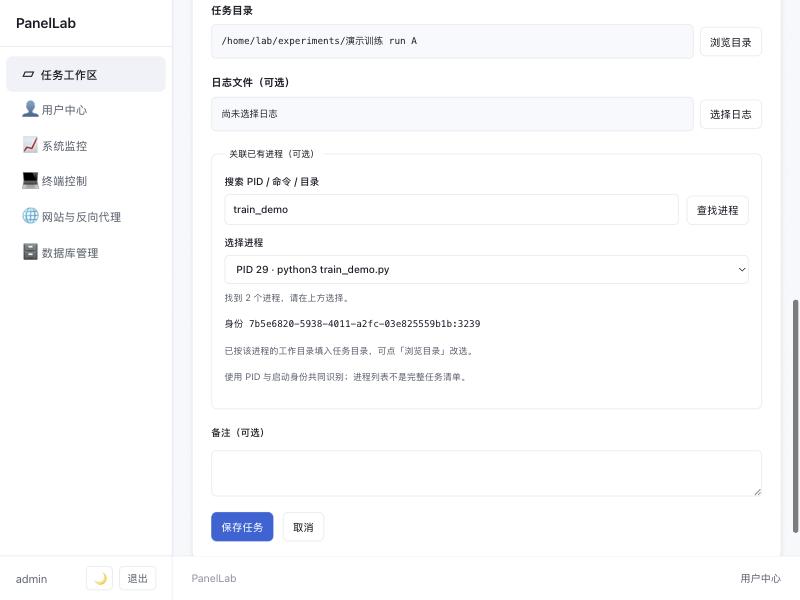 PanelLab
任务工作区
用户中心
系统监控
终端控制
网站与反向代理
数据库管理
admin
退出
任务目录
/home/lab/experiments/演示训练 run A
浏览目录
日志文件（可选）
尚未选择日志
选择日志
关联已有进程（可选）
搜索 PID / 命令 / 目录
train_demo
查找进程
选择进程
PID 29 · python3 train_demo.py
找到 2 个进程，请在上方选择。
身份 7b5e6820-5938-4011-a2fc-03e825559b1b:3239
已按该进程的工作目录填入任务目录，可点「浏览目录」改选。
使用 PID 与启动身份共同识别；进程列表不是完整任务清单。
备注（可选）
保存任务
取消
PanelLab
用户中心